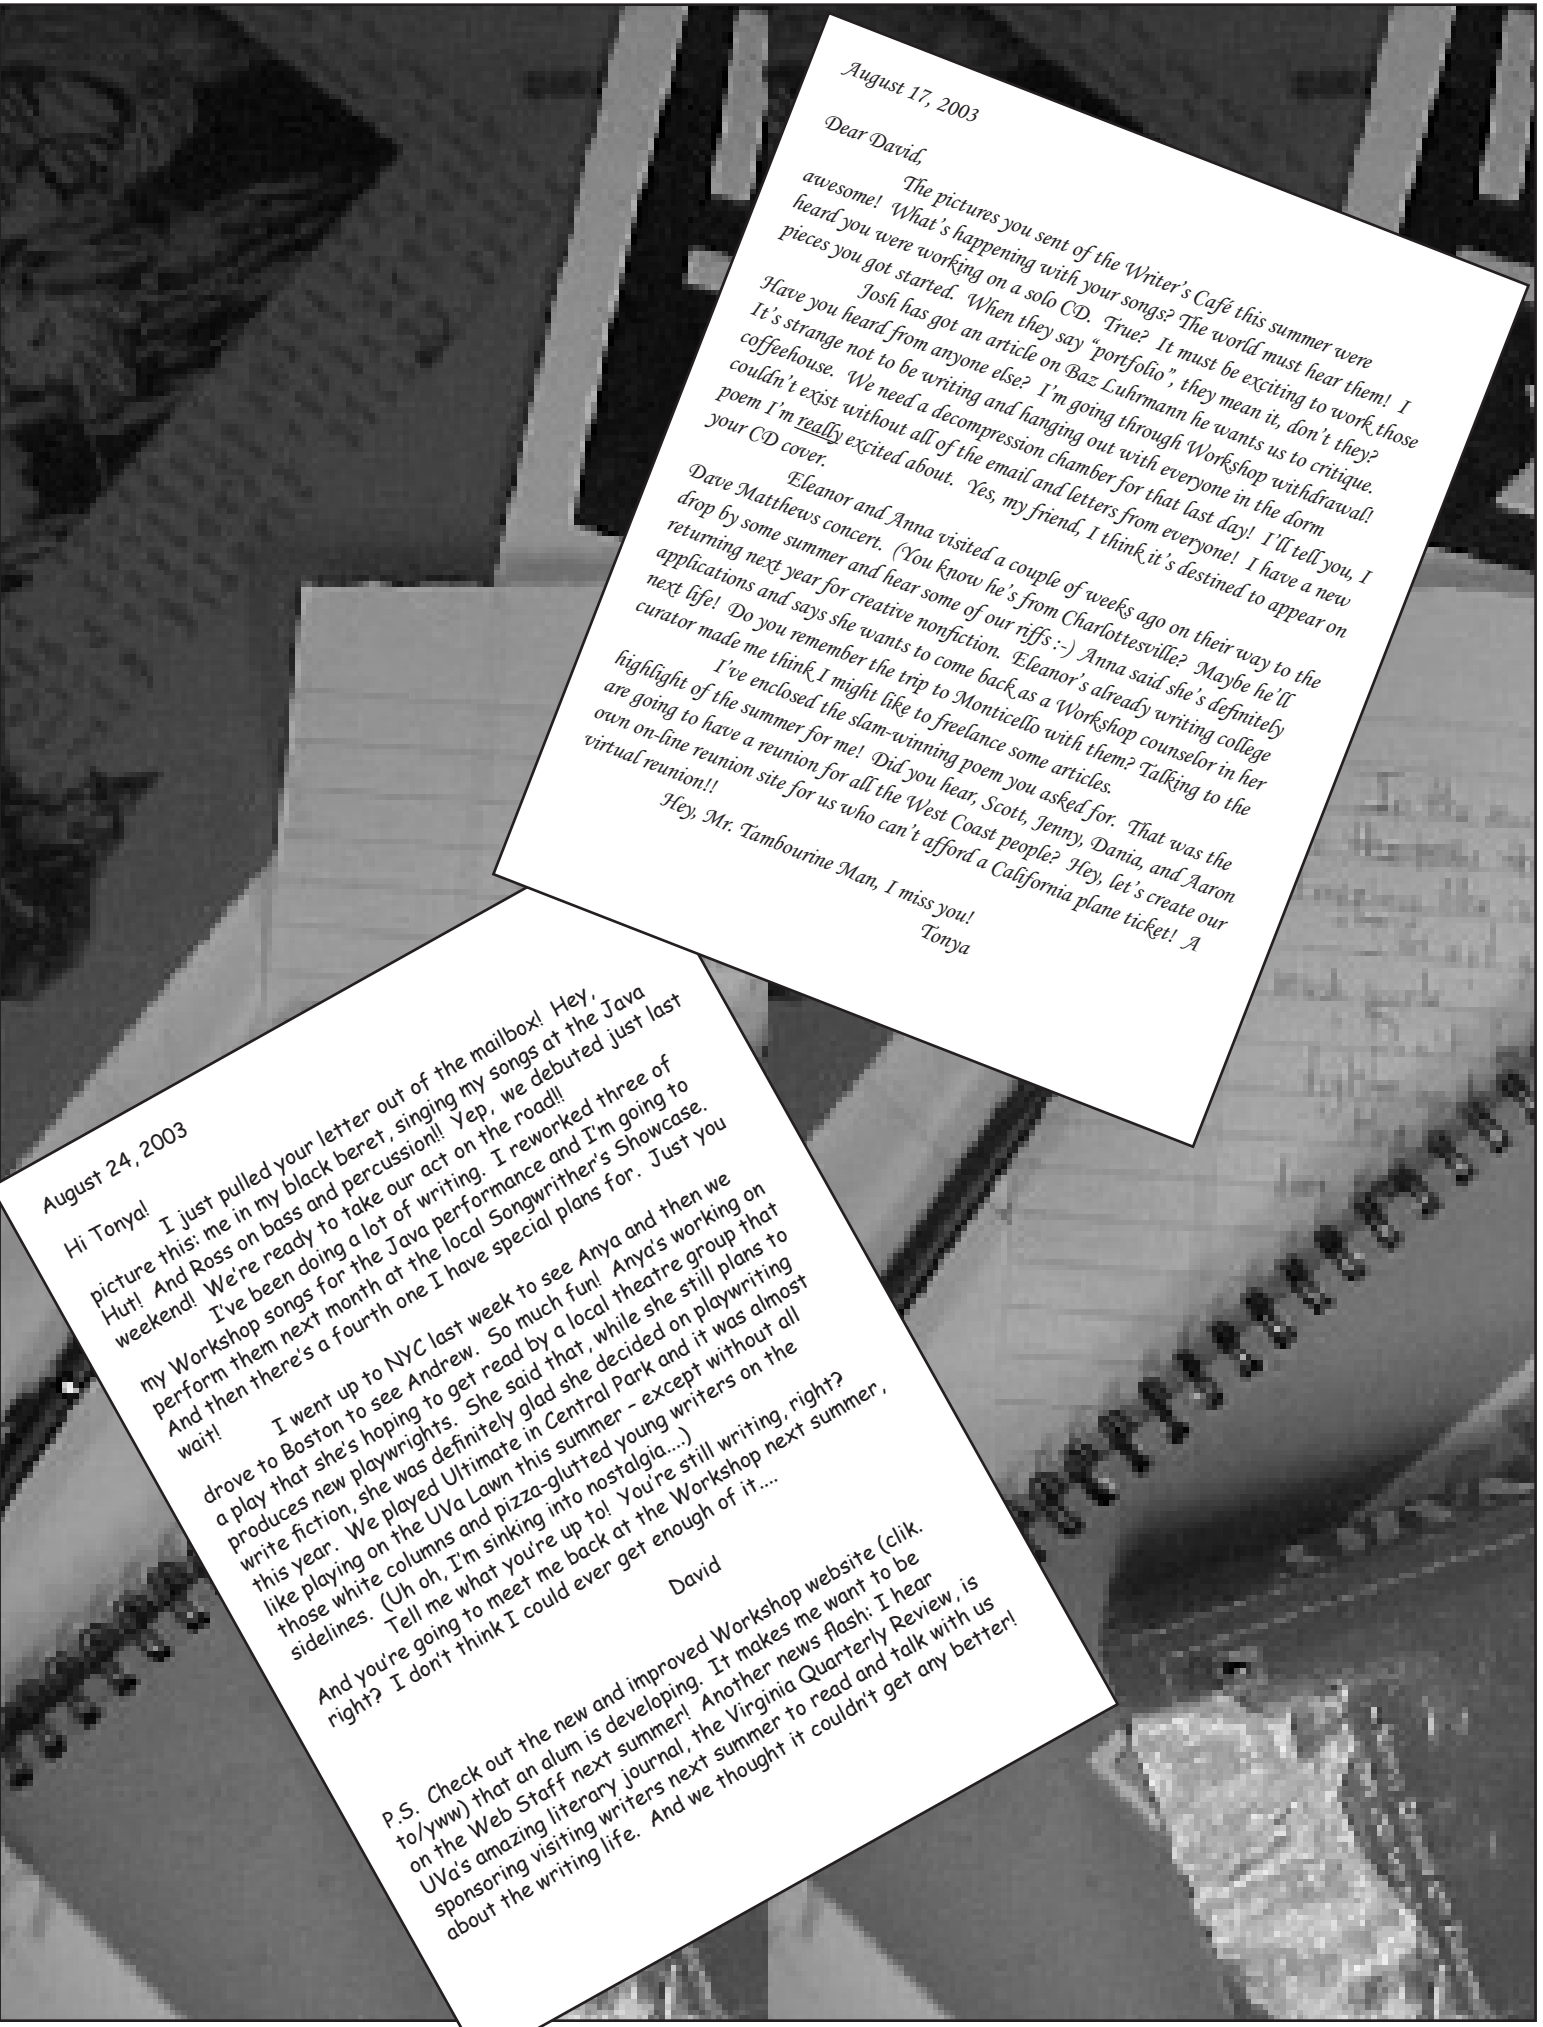 August 17, 2003
Dear David,
The pictures you sent of the Writer's Café this summer were
awesome!  What's happening with your songs? The world must hear them!  I
heard you were working on a solo CD.  True?  It must be exciting to work those
pieces you got started.  When they say "portfolio", they mean it, don't they?
Josh has got an article on Baz Luhrmann he wants us to critique.
Have you heard from anyone else?  I'm going through Workshop withdrawal!
It's strange not to be writing and hanging out with everyone in the dorm
coffeehouse.  We need a decompression chamber for that last day!  I'll tell you, I
couldn't exist without all of the email and letters from everyone!  I have a new
poem I'm really excited about.  Yes, my friend, I think it's destined to appear on
your CD cover.
Eleanor and Anna visited a couple of weeks ago on their way to the
Dave Matthews concert.  (You know he's from Charlottesville?  Maybe he'll
drop by some summer and hear some of our riffs :-) Anna said she's definitely
returning next year for creative nonfiction.  Eleanor's already writing college
applications and says she wants to come back as a Workshop counselor in her
next life!  Do you remember the trip to Monticello with them? Talking to the
curator made me think I might like to freelance some articles.
I've enclosed the slam-winning poem you asked for.  That was the
highlight of the summer for me!  Did you hear, Scott, Jenny, Dania, and Aaron
are going to have a reunion for all the West Coast people?  Hey, let's create our
own on-line reunion site for us who can't afford a California plane ticket!  A
virtual reunion!!
Hey, Mr. Tambourine Man, I miss you!
Tonya
August 24, 2003
Hi Tonya!
I just pulled your letter out of the mailbox!  Hey,
picture this: me in my black beret, singing my songs at the Java
Hut!  And Ross on bass and percussion!!  Yep,  we debuted just last
weekend!  We're ready to take our act on the road!!
I've been doing a lot of writing.  I reworked three of
my Workshop songs for the Java performance and I'm going to
perform them next month at the local Songwrither's Showcase.
And then there's a fourth one I have special plans for.  Just you
wait!
I went up to NYC last week to see Anya and then we
drove to Boston to see Andrew.  So much fun!  Anya's working on
a play that she's hoping to get read by a local theatre group that
produces new playwrights.  She said that, while she still plans to
write fiction, she was definitely glad she decided on playwriting
this year.  We played Ultimate in Central Park and it was almost
like playing on the UVa Lawn this summer – except without all
those white columns and pizza-glutted young writers on the
sidelines.  (Uh oh, I'm sinking into nostalgia....)
Tell me what you're up to!  You're still writing, right?
And you're going to meet me back at the Workshop next summer,
right?  I don't think I could ever get enough of it....
David
P.S.  Check out the new and improved Workshop website (clik.
to/yww) that an alum is developing.  It makes me want to be
on the Web Staff next summer!  Another news flash: I hear
UVa's amazing literary journal, the Virginia Quarterly Review, is
sponsoring visiting writers next summer to read and talk with us
about the writing life.  And we thought it couldn't get any better!